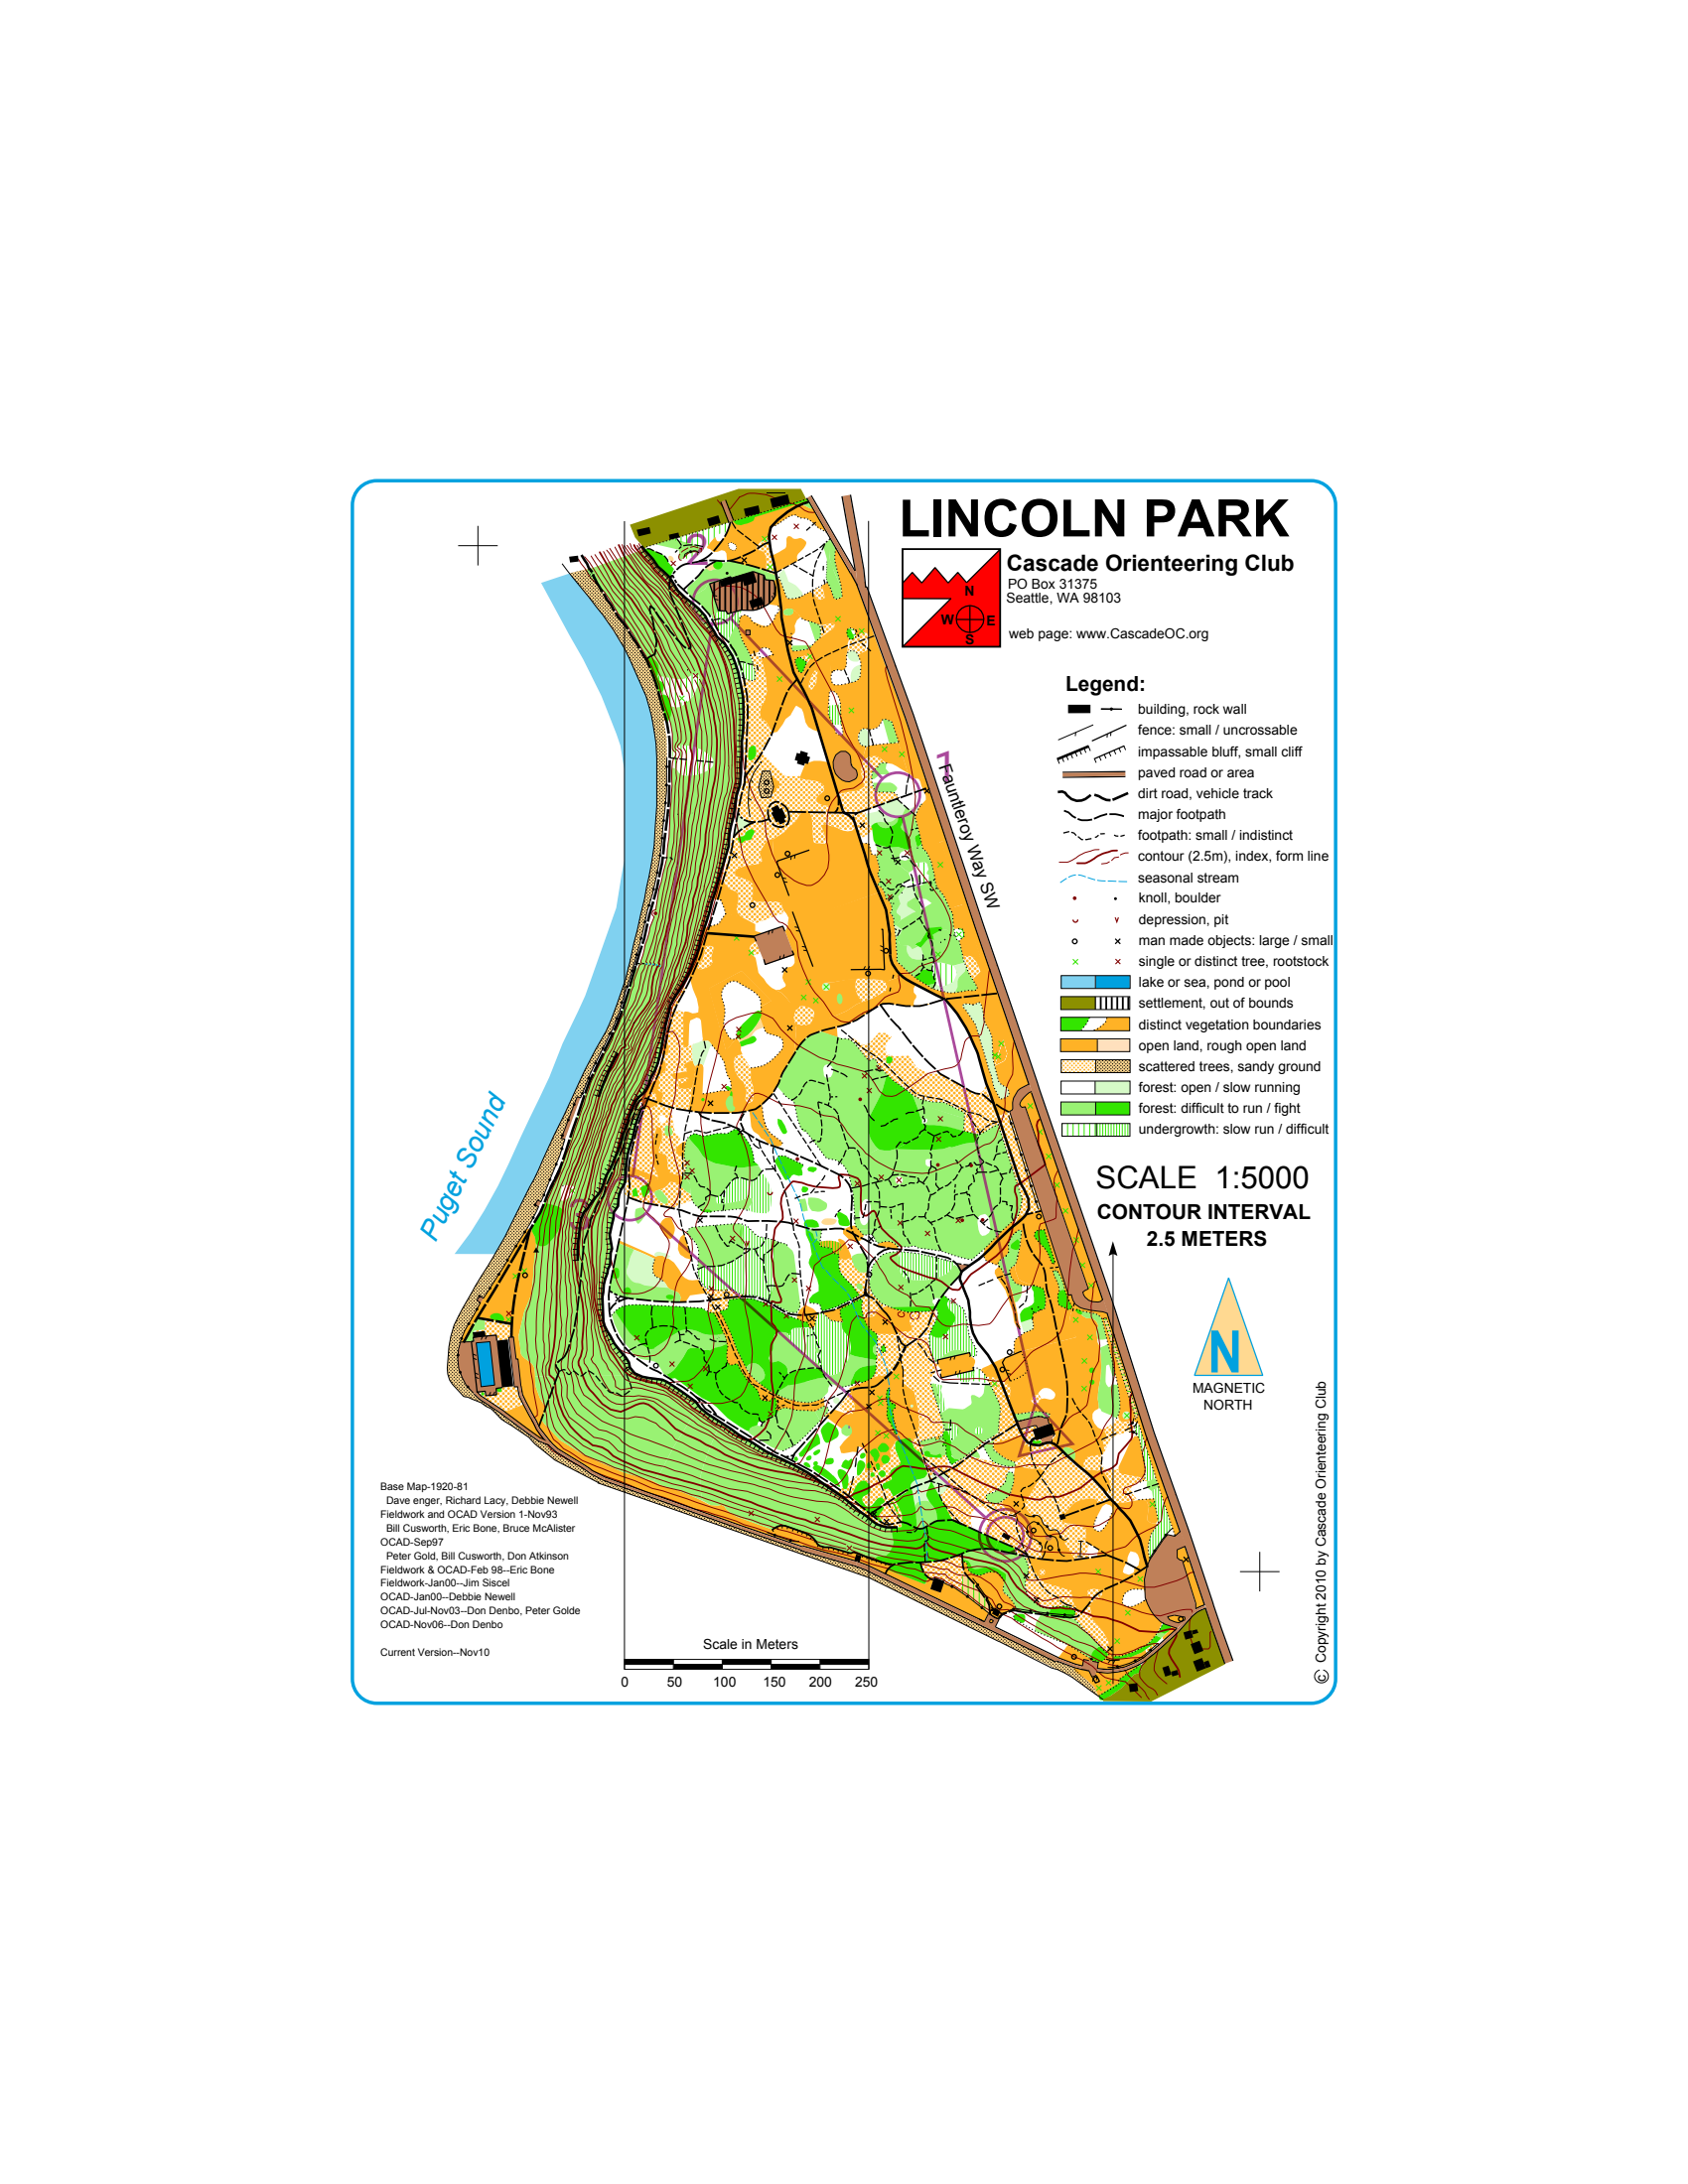 LINCOLN PARK
Cascade Orienteering Club
PO Box 31375
Seattle, WA 98103
web page: www.CascadeOC.org
N
W
E
S
2
1
3
Fauntleroy Way SW
Puget Sound
Legend:
building, rock wall
fence: small / uncrossable
impassable bluff, small cliff
paved road or area
dirt road, vehicle track
major footpath
footpath: small / indistinct
contour (2.5m), index, form line
seasonal stream
knoll, boulder
depression, pit
man made objects: large / small
single or distinct tree, rootstock
lake or sea, pond or pool
settlement, out of bounds
distinct vegetation boundaries
open land, rough open land
scattered trees, sandy ground
forest: open / slow running
forest: difficult to run / fight
undergrowth: slow run / difficult
SCALE 1:5000
CONTOUR INTERVAL
2.5 METERS
N
MAGNETIC
NORTH
Base Map-1920-81
Dave enger, Richard Lacy, Debbie Newell
Fieldwork and OCAD Version 1-Nov93
Bill Cusworth, Eric Bone, Bruce McAlister
OCAD-Sep97
Peter Gold, Bill Cusworth, Don Atkinson
Fieldwork & OCAD-Feb 98--Eric Bone
Fieldwork-Jan00--Jim Siscel
OCAD-Jan00--Debbie Newell
OCAD-Jul-Nov03--Don Denbo, Peter Golde
OCAD-Nov06--Don Denbo
Current Version--Nov10
Scale in Meters
0 50 100 150 200 250
© Copyright 2010 by Cascade Orienteering Club